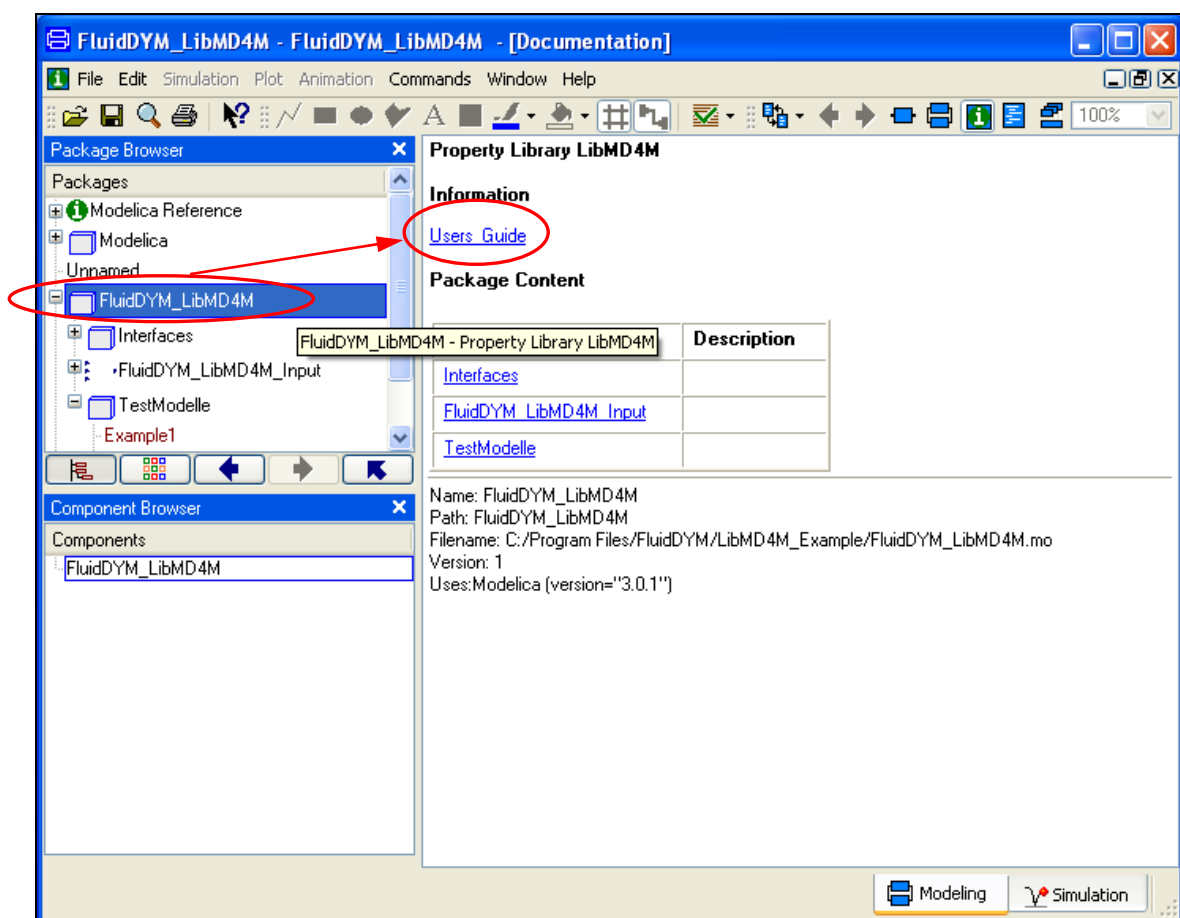 FluidDYM_LibMD4M - FluidDYM_LibMD4M - [Documentation]
File Edit Simulation Plot Animation Commands Window Help
100%
Package Browser
Packages
Modelica Reference
Modelica
Unnamed
FluidDYM_LibMD4M
Interfaces
FluidDYM_LibMD4M_Input
TestModelle
Example1
FluidDYM_LibMD4M - Property Library LibMD4M
Component Browser
Components
FluidDYM_LibMD4M
Property Library LibMD4M
Information
Users Guide
Package Content
Description
Interfaces
FluidDYM_LibMD4M_Input
TestModelle
Name: FluidDYM_LibMD4M
Path: FluidDYM_LibMD4M
Filename: C:/Program Files/FluidDYM/LibMD4M_Example/FluidDYM_LibMD4M.mo
Version: 1
Uses:Modelica (version="3.0.1")
Modeling Simulation